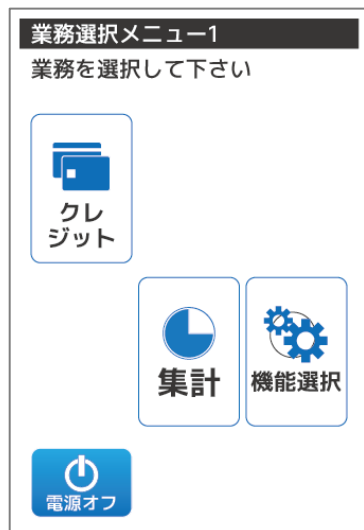 業務選択メニュー1
業務を選択して下さい
クレ
ジット
集計
機能選択
電源オフ